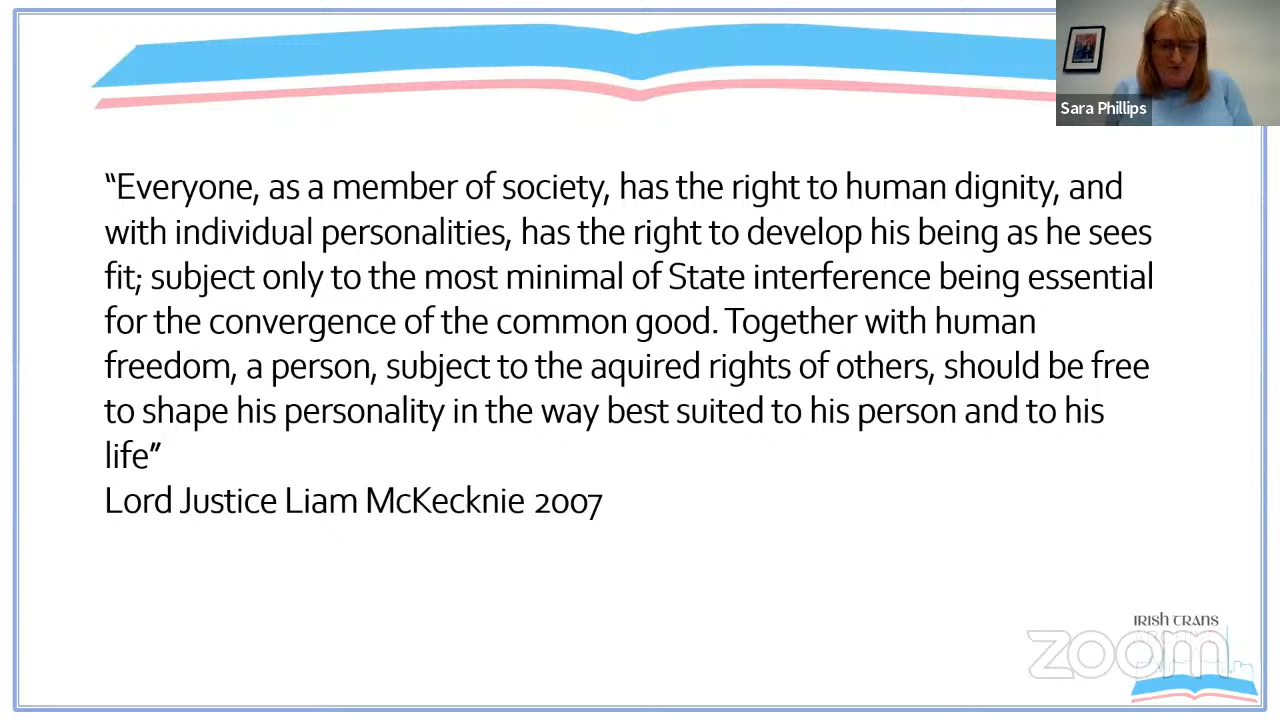 Sara Phillips
“Everyone, as a member of society, has the right to human dignity, and
with individual personalities, has the right to develop his being as he sees
fit; subject only to the most minimal of State interference being essential
for the convergence of the common good. Together with human
freedom, a person, subject to the aquired rights of others, should be free
to shape his personality in the way best suited to his person and to his
life”
Lord Justice Liam McKecknie 2007
IRISH TRANS
zoom